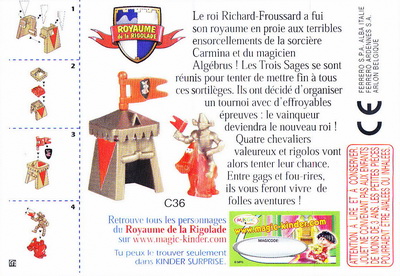 1
2
3
4
ROYAUME
de la RIGOLADE
Le roi Richard-Froussard a fui
son royaume en proie aux terribles
ensorcellements de la sorcière
Carmina et du magicien
Algébrus ! Les Trois Sages se sont
réunis pour tenter de mettre fin à tous
ces sortilèges. Ils ont décidé d'organiser
un tournoi avec d'effroyables
épreuves : le vainqueur
deviendra le nouveau roi !
Quatre chevaliers
valeureux et rigolos vont
alors tenter leur chance.
Entre gags et fou-rires,
ils vous feront vivre de
folles aventures !
C36
Retrouve tous les personnages
du Royaume de la Rigolade
sur www.magic-kinder.com
Tu peux le trouver seulement
dans KINDER SURPRISE.
www.magic-kinder.com
MAGICODE
FERRERO S.P.A. ALBA ITALIE
FERRERO ARDENNES S.A.
ARLON BELGIQUE
CE
ATTENTION, A LIRE ET A CONSERVER:
JOUET NE CONVENANT PAS AUX ENFANTS
DE MOINS DE 3 ANS, LES PETITES PIECES
POURRAIENT ETRE AVALEES OU INHALEES.